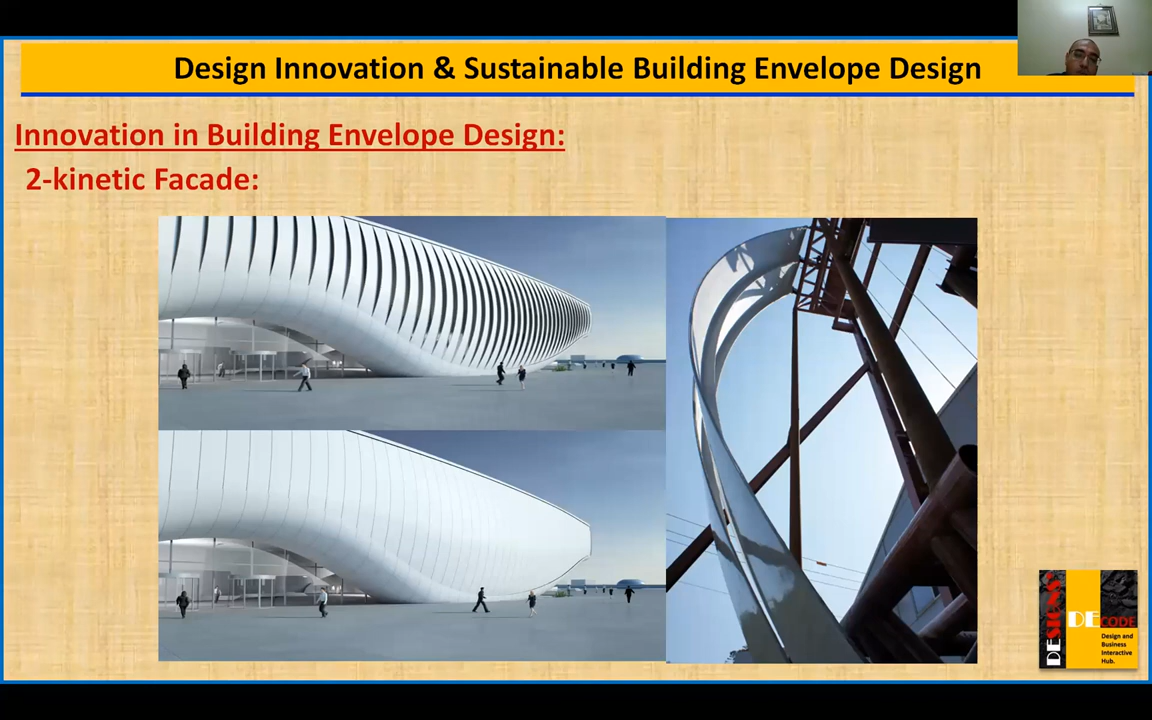 Design Innovation & Sustainable Building Envelope Design
Innovation in Building Envelope Design:
2-kinetic Facade:
DESIGNS
DECODE
Design and
Business
Interactive
Hub.